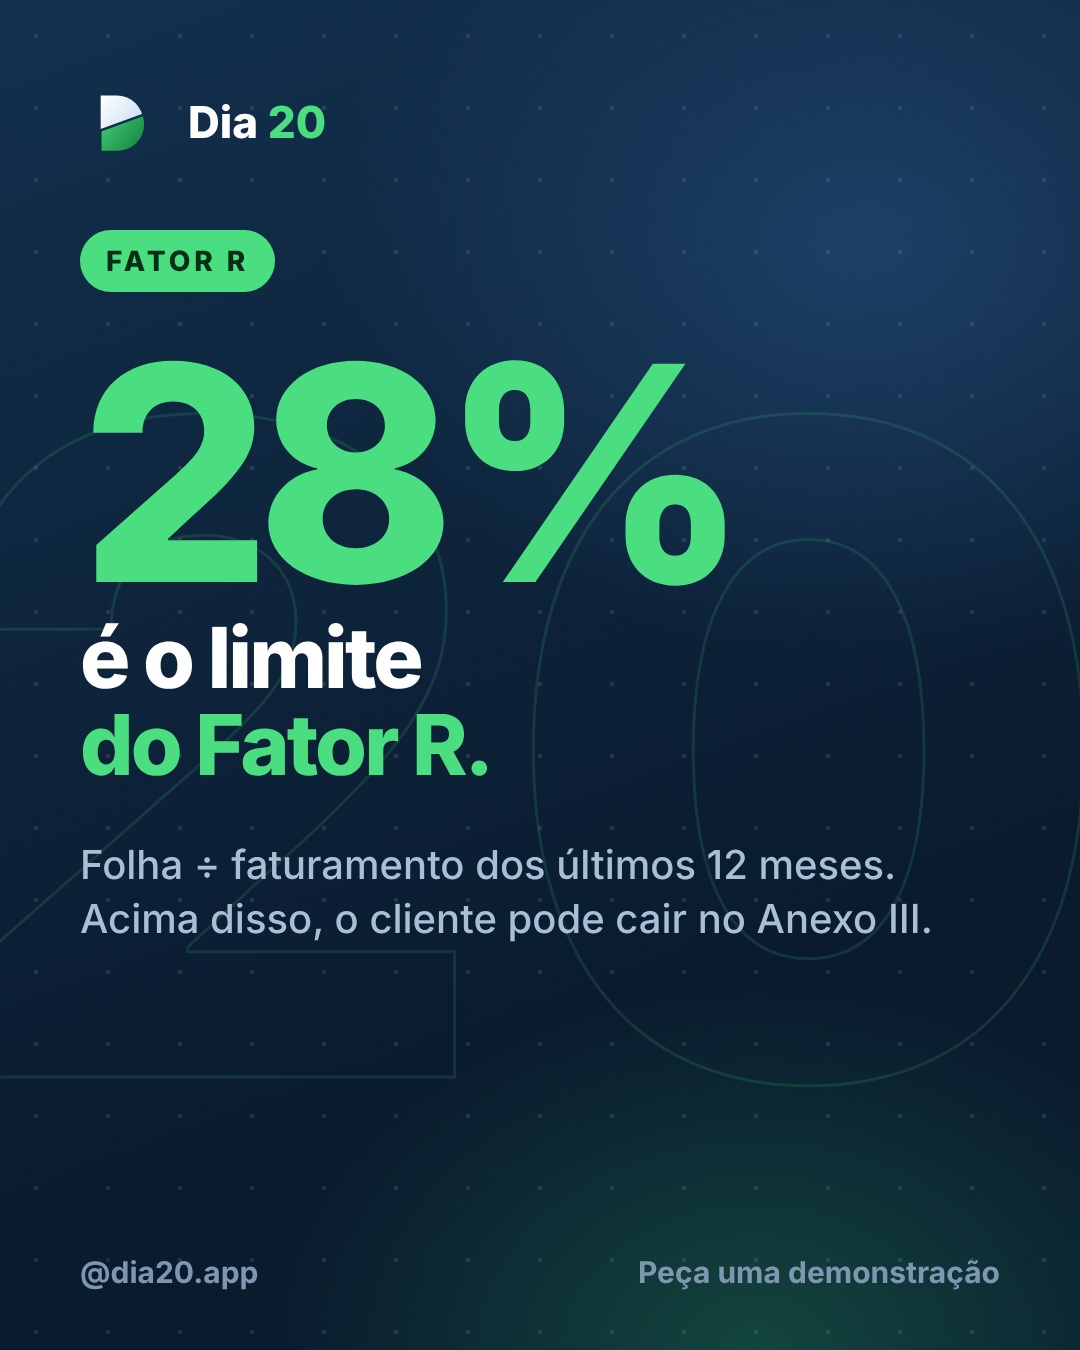 Dia 20
FATOR R
28%
é o limite
do Fator R.
Folha ÷ faturamento dos últimos 12 meses.
Acima disso, o cliente pode cair no Anexo III.
20
@dia20.app
Peça uma demonstração